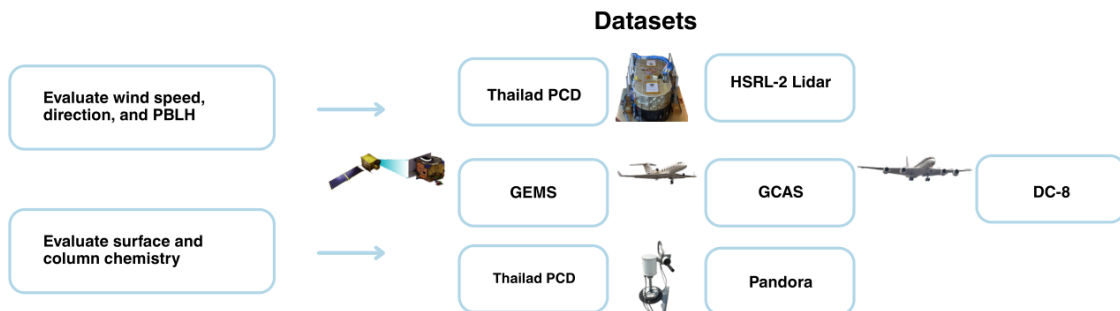 Datasets
Evaluate wind speed,
direction, and PBLH
Thailad PCD
HSRL-2 Lidar
GEMS
GCAS
DC-8
Evaluate surface and
column chemistry
Thailad PCD
Pandora